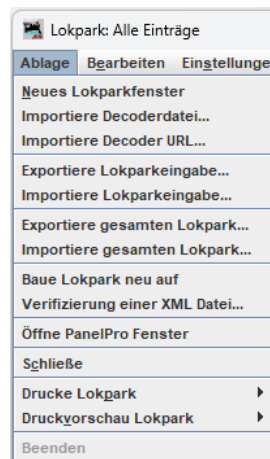 Lokpark: Alle Einträge
Ablage Bearbeiten Einstellunge
Neues Lokparkfenster
Importiere Decoderdatei...
Importiere Decoder URL...
Exportiere Lokparkeingabe...
Importiere Lokparkeingabe...
Exportiere gesamten Lokpark...
Importiere gesamten Lokpark...
Baue Lokpark neu auf
Verifizierung einer XML Datei...
Öffne PanelPro Fenster
Schließe
Drucke Lokpark
Druckvorschau Lokpark
Beenden